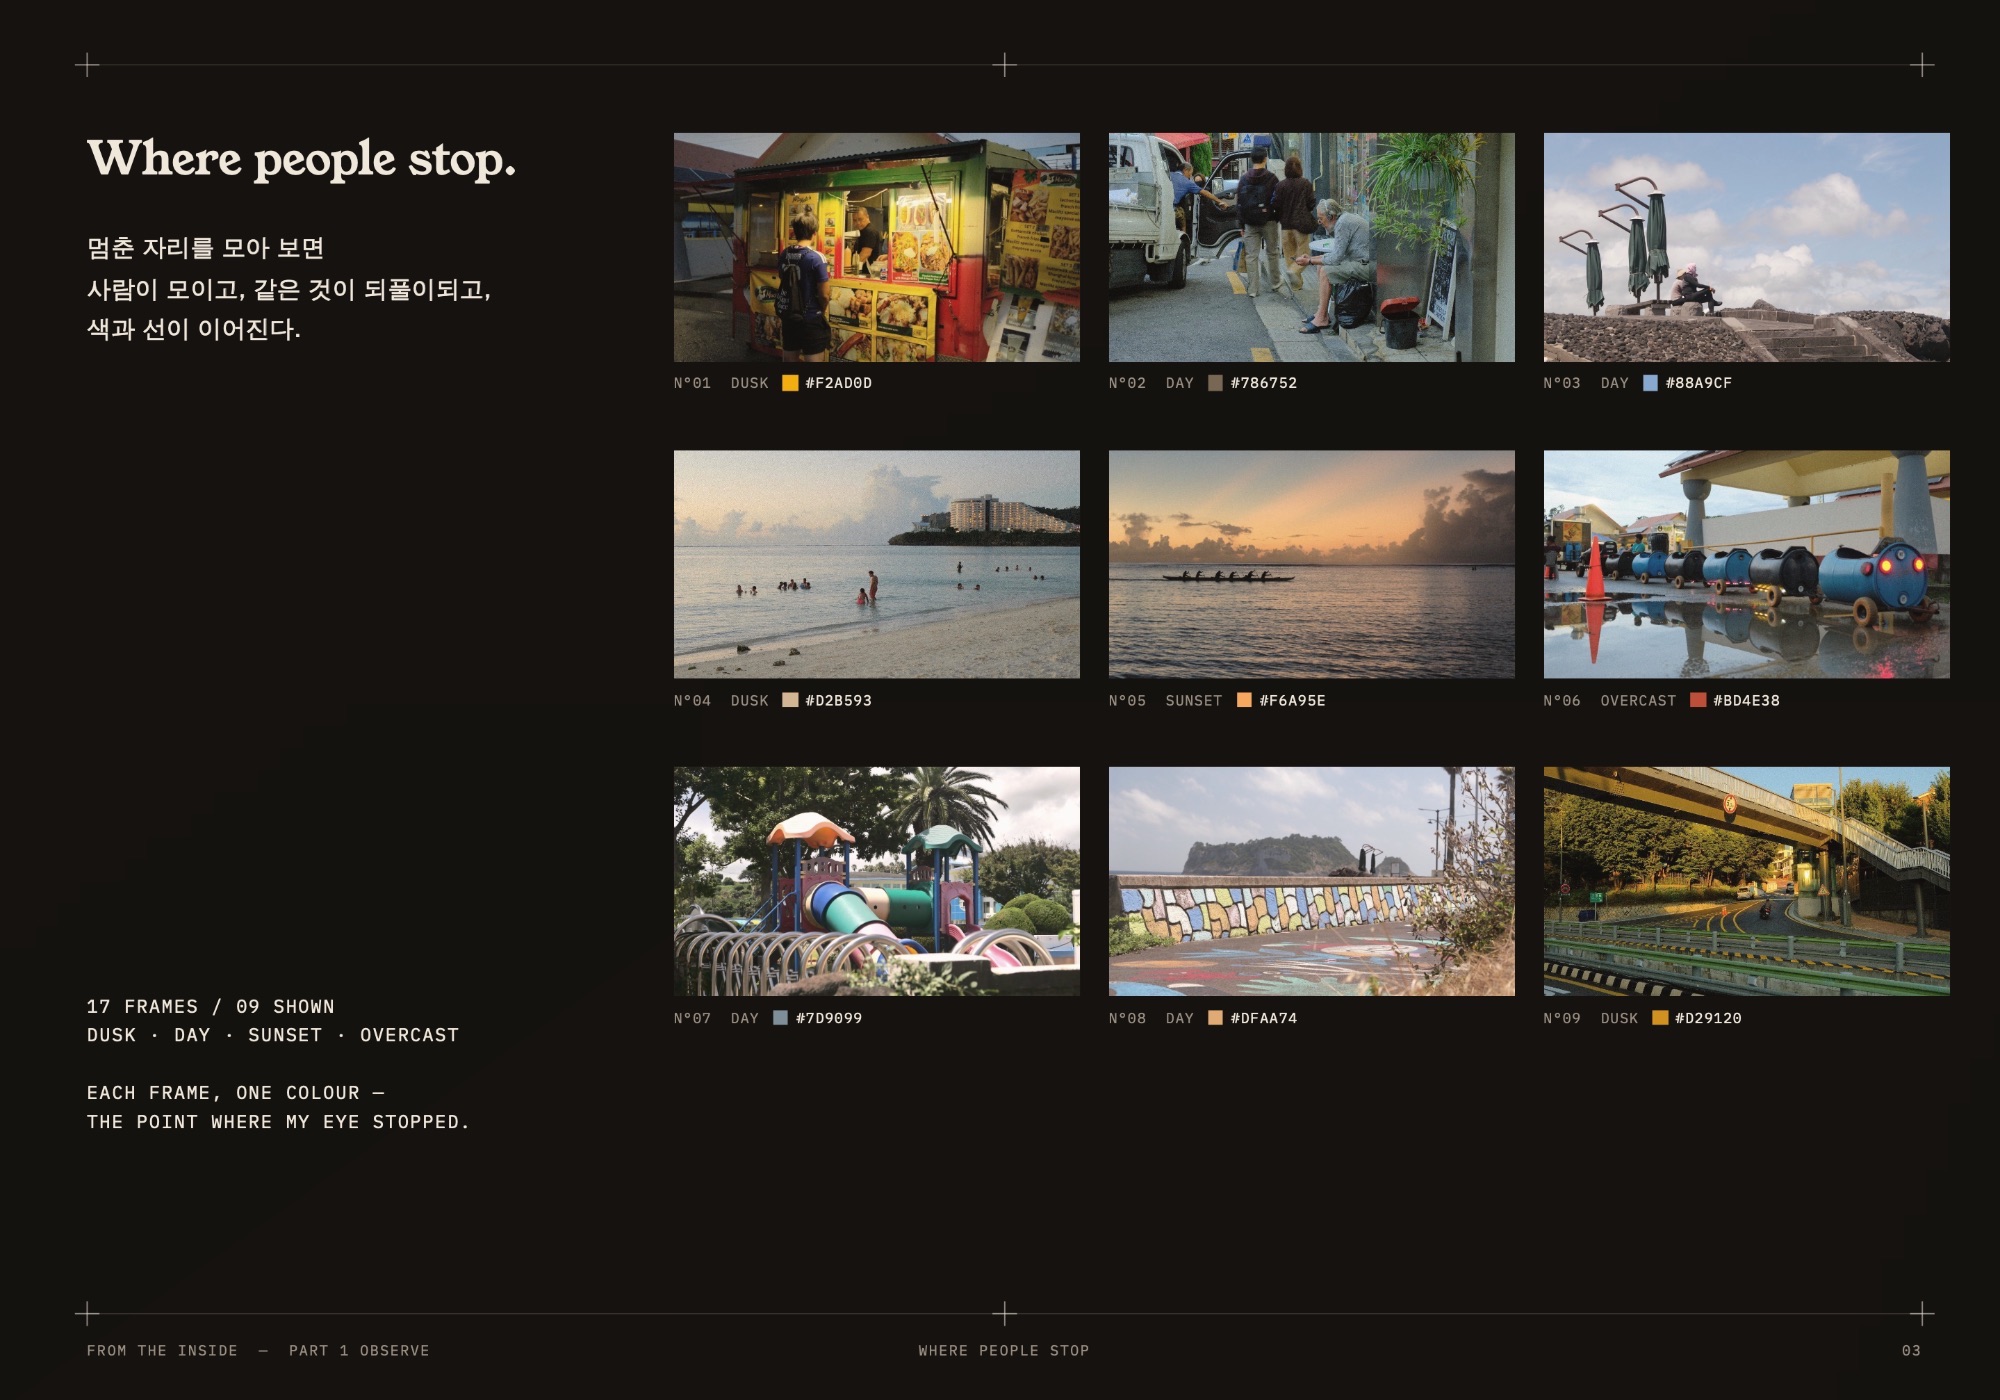 Where people stop.
멈춘 자리를 모아 보면
사람이 모이고, 같은 것이 되풀이되고,
색과 선이 이어진다.
N°01 DUSK #F2AD0D
N°02 DAY #786752
N°03 DAY #88A9CF
N°04 DUSK #D2B593
N°05 SUNSET #F6A95E
N°06 OVERCAST #BD4E38
N°07 DAY #7D9099
N°08 DAY #DFAA74
N°09 DUSK #D29120
17 FRAMES / 09 SHOWN
DUSK · DAY · SUNSET · OVERCAST
EACH FRAME, ONE COLOUR —
THE POINT WHERE MY EYE STOPPED.
FROM THE INSIDE — PART 1 OBSERVE
WHERE PEOPLE STOP
03